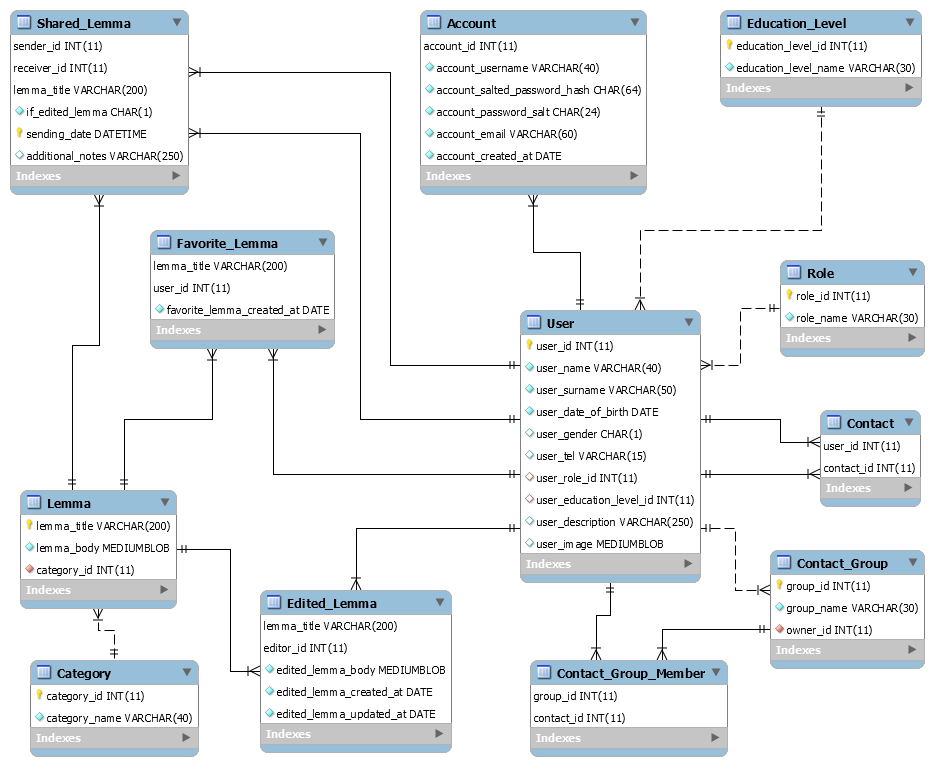 Shared_Lemma
sender_id INT(11)
receiver_id INT(11)
lemma_title VARCHAR(200)
if_edited_lemma CHAR(1)
sending_date DATETIME
additional_notes VARCHAR(250)
Indexes
Account
account_id INT(11)
account_username VARCHAR(40)
account_salted_password_hash CHAR(64)
account_password_salt CHAR(24)
account_email VARCHAR(60)
account_created_at DATE
Indexes
Education_Level
education_level_id INT(11)
education_level_name VARCHAR(30)
Indexes
Favorite_Lemma
lemma_title VARCHAR(200)
user_id INT(11)
favorite_lemma_created_at DATE
Indexes
Role
role_id INT(11)
role_name VARCHAR(30)
Indexes
User
user_id INT(11)
user_name VARCHAR(40)
user_surname VARCHAR(50)
user_date_of_birth DATE
user_gender CHAR(1)
user_tel VARCHAR(15)
user_role_id INT(11)
user_education_level_id INT(11)
user_description VARCHAR(250)
user_image MEDIUMBLOB
Indexes
Contact
user_id INT(11)
contact_id INT(11)
Indexes
Lemma
lemma_title VARCHAR(200)
lemma_body MEDIUMBLOB
category_id INT(11)
Indexes
Edited_Lemma
lemma_title VARCHAR(200)
editor_id INT(11)
edited_lemma_body MEDIUMBLOB
edited_lemma_created_at DATE
edited_lemma_updated_at DATE
Indexes
Contact_Group
group_id INT(11)
group_name VARCHAR(30)
owner_id INT(11)
Indexes
Category
category_id INT(11)
category_name VARCHAR(40)
Indexes
Contact_Group_Member
group_id INT(11)
contact_id INT(11)
Indexes